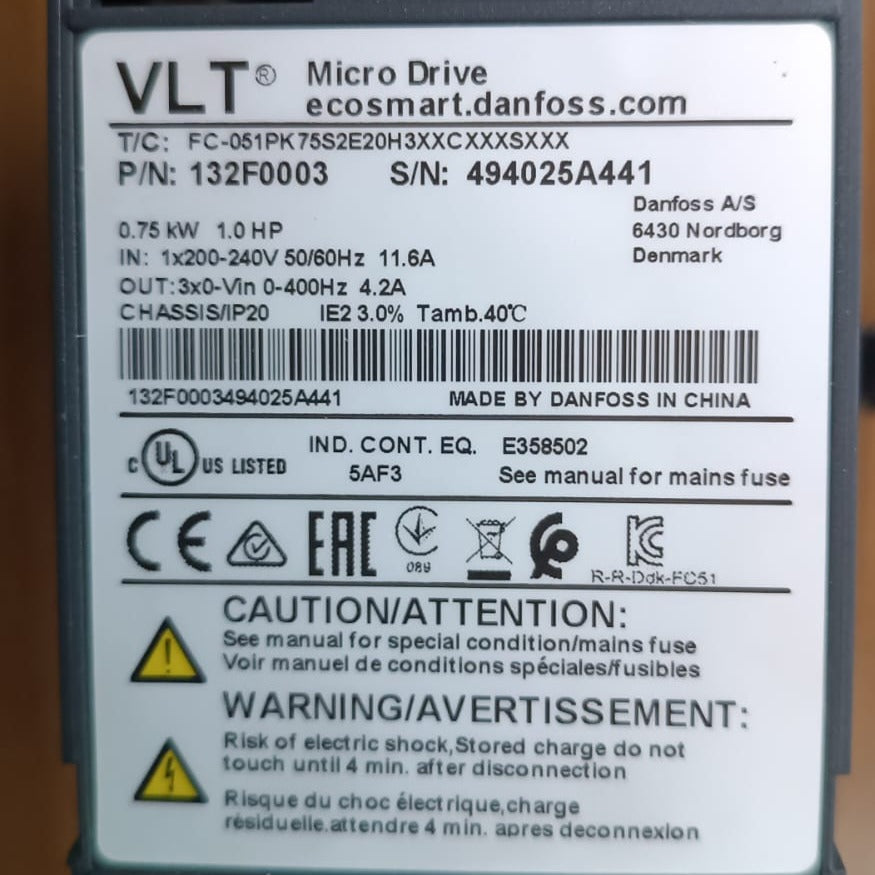 VLT® Micro Drive
ecosmart.danfoss.com
T/C: FC-051PK75S2E20H3XXCXXXSXXX
P/N: 132F0003 S/N: 494025A441
Danfoss A/S
6430 Nordborg
Denmark
0.75 kW 1.0 HP
IN: 1x200-240V 50/60Hz 11.6A
OUT:3x0-Vin 0-400Hz 4.2A
CHASSIS/IP20 IE2 3.0% Tamb.40℃
132F0003494025A441 MADE BY DANFOSS IN CHINA
c UL US LISTED IND. CONT. EQ. E358502
5AF3 See manual for mains fuse
CE EAC
089
R-R-Ddk-FC51
CAUTION/ATTENTION:
See manual for special condition/mains fuse
Voir manuel de conditions spéciales/fusibles
WARNING/AVERTISSEMENT:
Risk of electric shock,Stored charge do not
touch until 4 min. after disconnection
Risque du choc électrique,charge
résiduelle.attendre 4 min. apres deconnexion